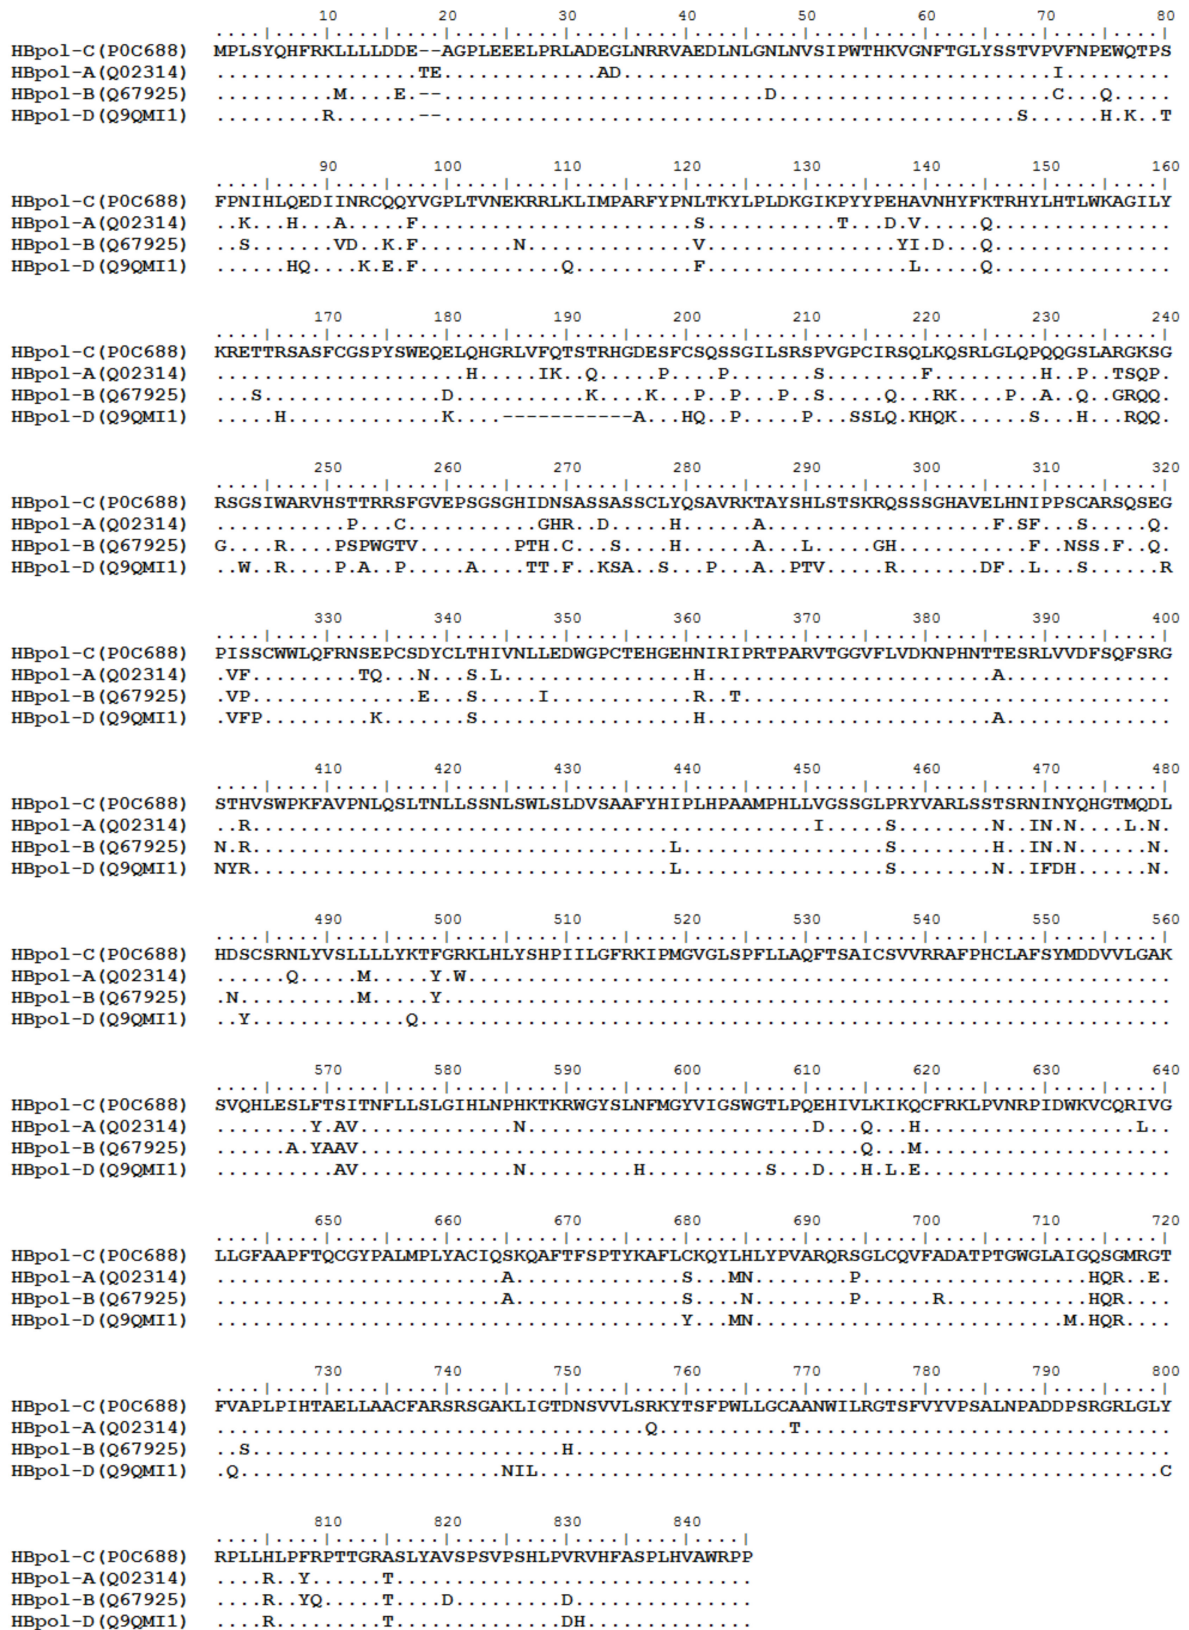 10 20 30 40 50 60 70 80
....|....|....|....|....|....|....|....|....|....|....|....|....|....|....|....|
HBpol-C(P0C688) MPLSYQHFRKLLLLDDE--AGPLEEELPRLADEGLNRRVAEDLNLGNLNVSIPWTHKVGNFTGLYSSTVPVFNPEWQTPS
HBpol-A(Q02314) .................TE............AD....................................I.........
HBpol-B(Q67925) ..........M....E.--...........................D.......................C...Q.....
HBpol-D(Q9QMI1) .........R.......--................................................S......H.K..T
90 100 110 120 130 140 150 160
....|....|....|....|....|....|....|....|....|....|....|....|....|....|....|....|
HBpol-C(P0C688) FPNIHLQEDIINRCQQYVGPLTVNEKRRLKLIMPARFYPNLTKYLPLDKGIKPYYPEHAVNHYFKTRHYLHTLWKAGILY
HBpol-A(Q02314) ..K...H...A.....F.......................S...........T...D.V.....Q...............
HBpol-B(Q67925) ..S.......VD..K.F........N..............V................YI.D...Q...............
HBpol-D(Q9QMI1) ......HQ....K.E.F............Q..........F.................L.....Q...............
170 180 190 200 210 220 230 240
....|....|....|....|....|....|....|....|....|....|....|....|....|....|....|....|
HBpol-C(P0C688) KRETTRSASFCGSPYSWEQELQHGRLVFQTSTRHGDESFCSQSSGILSRSPVGPCIRSQLKQSRLGLQPQQGSLARGKSG
HBpol-A(Q02314) .....................H.....IK..Q.....P....P.......S........F.........H..P..TSQP.
HBpol-B(Q67925) ...S...............D...........K....K...P..P...P..S.....Q...RK....P..A..Q..GRQQ.
HBpol-D(Q9QMI1) .....H.............K....-----------A...HQ..P.....P...SSLQ.KHQK......S...H...RQQ.
250 260 270 280 290 300 310 320
....|....|....|....|....|....|....|....|....|....|....|....|....|....|....|....|
HBpol-C(P0C688) RSGSIWARVHSTTRRSFGVEPSGSGHIDNSASSASSCLYQSAVRKTAYSHLSTSKRQSSSGHAVELHNIPPSCARSQSEG
HBpol-A(Q02314) ...........P...C...........GHR..D.....H......A...................F.SF...S.....Q.
HBpol-B(Q67925) G....R....PSPWGTV........PTH.C...S....H......A...L.....GH...........F..NSS.F..Q.
HBpol-D(Q9QMI1) ..W..R....P.A..P.....A....TT.F..KSA..S...P...A..PTV.....R.......DF..L...S......R
330 340 350 360 370 380 390 400
....|....|....|....|....|....|....|....|....|....|....|....|....|....|....|....|
HBpol-C(P0C688) PISSCWWLQFRNSEPCSDYCLTHIVNLLEDWGPCTEHGEHNIRIPRTPARVTGGVFLVDKNPHNTTESRLVVDFSQFSRG
HBpol-A(Q02314) .VF.........TQ...N...S.L...............H........................A..............
HBpol-B(Q67925) .VP..............E...S.....I............R..T....................................
HBpol-D(Q9QMI1) .VFP.........K.......S..................H........................A..............
410 420 430 440 450 460 470 480
....|....|....|....|....|....|....|....|....|....|....|....|....|....|....|....|
HBpol-C(P0C688) STHVSWPKFAVPNLQSLTNLLSSNLSWLSLDVSAAFYHIPLHPAAMPHLLVGSSGLPRYVARLSSTSRNINYQHGTMQDL
HBpol-A(Q02314) ..R...............................................I.....S........N..IN.N....L.N.
HBpol-B(Q67925) N.R...................................L.................S........H..IN.N......N.
HBpol-D(Q9QMI1) NYR...................................L.................S........N..IFDH......N.
490 500 510 520 530 540 550 560
....|....|....|....|....|....|....|....|....|....|....|....|....|....|....|....|
HBpol-C(P0C688) HDSCSRNLYVSLLLLYKTFGRKLHLYSHPIILGFRKIPMGVGLSPFLLAQFTSAICSVVRRAFPHCLAFSYMDDVVLGAK
HBpol-A(Q02314) ......Q.....M.....Y.W...........................................................
HBpol-B(Q67925) .N..........M.....Y.............................................................
HBpol-D(Q9QMI1) ..Y.............Q...............................................................
570 580 590 600 610 620 630 640
....|....|....|....|....|....|....|....|....|....|....|....|....|....|....|....|
HBpol-C(P0C688) SVQHLESLFTSITNFLLSLGIHLNPHKTKRWGYSLNFMGYVIGSWGTLPQEHIVLKIKQCFRKLPVNRPIDWKVCQRIVG
HBpol-A(Q02314) ........Y.AV.............N........................D...Q...H..................L..
HBpol-B(Q67925) ......A.YAAV..........................................Q...M.....................
HBpol-D(Q9QMI1) ..........AV.............N.........H..........S...D...H.L.E.....................
650 660 670 680 690 700 710 720
....|....|....|....|....|....|....|....|....|....|....|....|....|....|....|....|
HBpol-C(P0C688) LLGFAAPFTQCGYPALMPLYACIQSKQAFTFSPTYKAFLCKQYLHLYPVARQRSGLCQVFADATPTGWGLAIGQSGMRGT
HBpol-A(Q02314) ........................A..............S...MN........P...................HQR..E.
HBpol-B(Q67925) ........................A..............S....N........P......R............HQR....
HBpol-D(Q9QMI1) .......................................Y...MN..........................M.HQR....
730 740 750 760 770 780 790 800
....|....|....|....|....|....|....|....|....|....|....|....|....|....|....|....|
HBpol-C(P0C688) FVAPLPIHTAELLAACFARSRSGAKLIGTDNSVVLSRKYTSFPWLLGCAANWILRGTSFVYVPSALNPADDPSRGRLGLY
HBpol-A(Q02314) ....................................Q...........T...............................
HBpol-B(Q67925) ..S..........................H..................................................
HBpol-D(Q9QMI1) .Q......................NIL....................................................C
810 820 830 840
....|....|....|....|....|....|....|....|....|
HBpol-C(P0C688) RPLLHLPFRPTTGRASLYAVSPSVPSHLPVRVHFASPLHVAWRPP
HBpol-A(Q02314) ....R..Y......T..............................
HBpol-B(Q67925) ....R..YQ.....T....D.........D...............
HBpol-D(Q9QMI1) ....R.........T..............DH..............